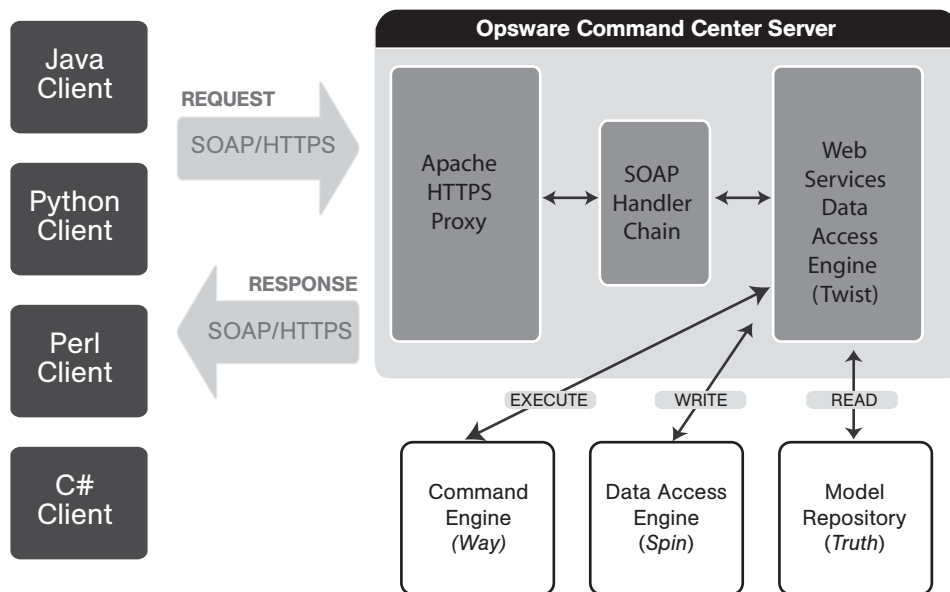 Java
Client
Python
Client
Perl
Client
C#
Client
REQUEST
SOAP/HTTPS
RESPONSE
SOAP/HTTPS
Opsware Command Center Server
Apache
HTTPS
Proxy
SOAP
Handler
Chain
Web
Services
Data
Access
Engine
(Twist)
EXECUTE
WRITE
READ
Command
Engine
(Way)
Data Access
Engine
(Spin)
Model
Repository
(Truth)